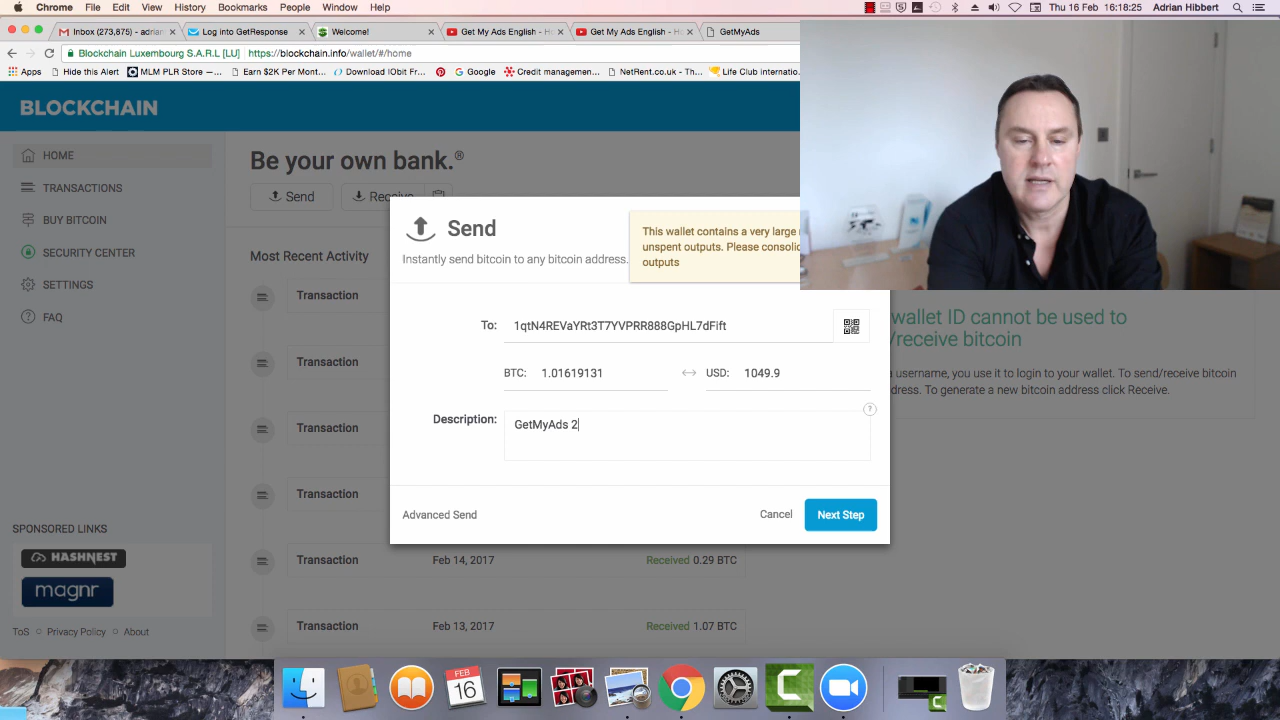 Chrome File Edit View History Bookmarks People Window Help
Thu 16 Feb 16:18:25 Adrian Hibbert
Inbox (273,875) - adrian
Log into GetResponse
Welcome!
Get My Ads English - How
Get My Ads English - How
GetMyAds
Blockchain Luxembourg S.A.R.L [LU] https://blockchain.info/wallet/#/home
Apps Hide this Alert MLM PLR Store — ... Earn $2K Per Mont... Download IObit Fr... Google Credit managemen... NetRent.co.uk - Th... Life Club internatio...
BLOCKCHAIN
HOME
TRANSACTIONS
BUY BITCOIN
SECURITY CENTER
SETTINGS
FAQ
SPONSORED LINKS
HASHNEST
magnr
ToS Privacy Policy About
Be your own bank.®
Send Receive
Most Recent Activity
Transaction
Transaction
Transaction
Transaction
Transaction Feb 14, 2017 Received 0.29 BTC
Transaction Feb 13, 2017 Received 1.07 BTC
Send
Instantly send bitcoin to any bitcoin address.
This wallet contains a very large
unspent outputs. Please consolid
outputs
To: 1qtN4REVaYRt3T7YVPRR888GpHL7dFift
BTC: 1.01619131 USD: 1049.9
Description: GetMyAds 2
?
Advanced Send Cancel Next Step
wallet ID cannot be used to
/receive bitcoin
a username, you use it to login to your wallet. To send/receive bitcoin
dress. To generate a new bitcoin address click Receive.
FEB
16